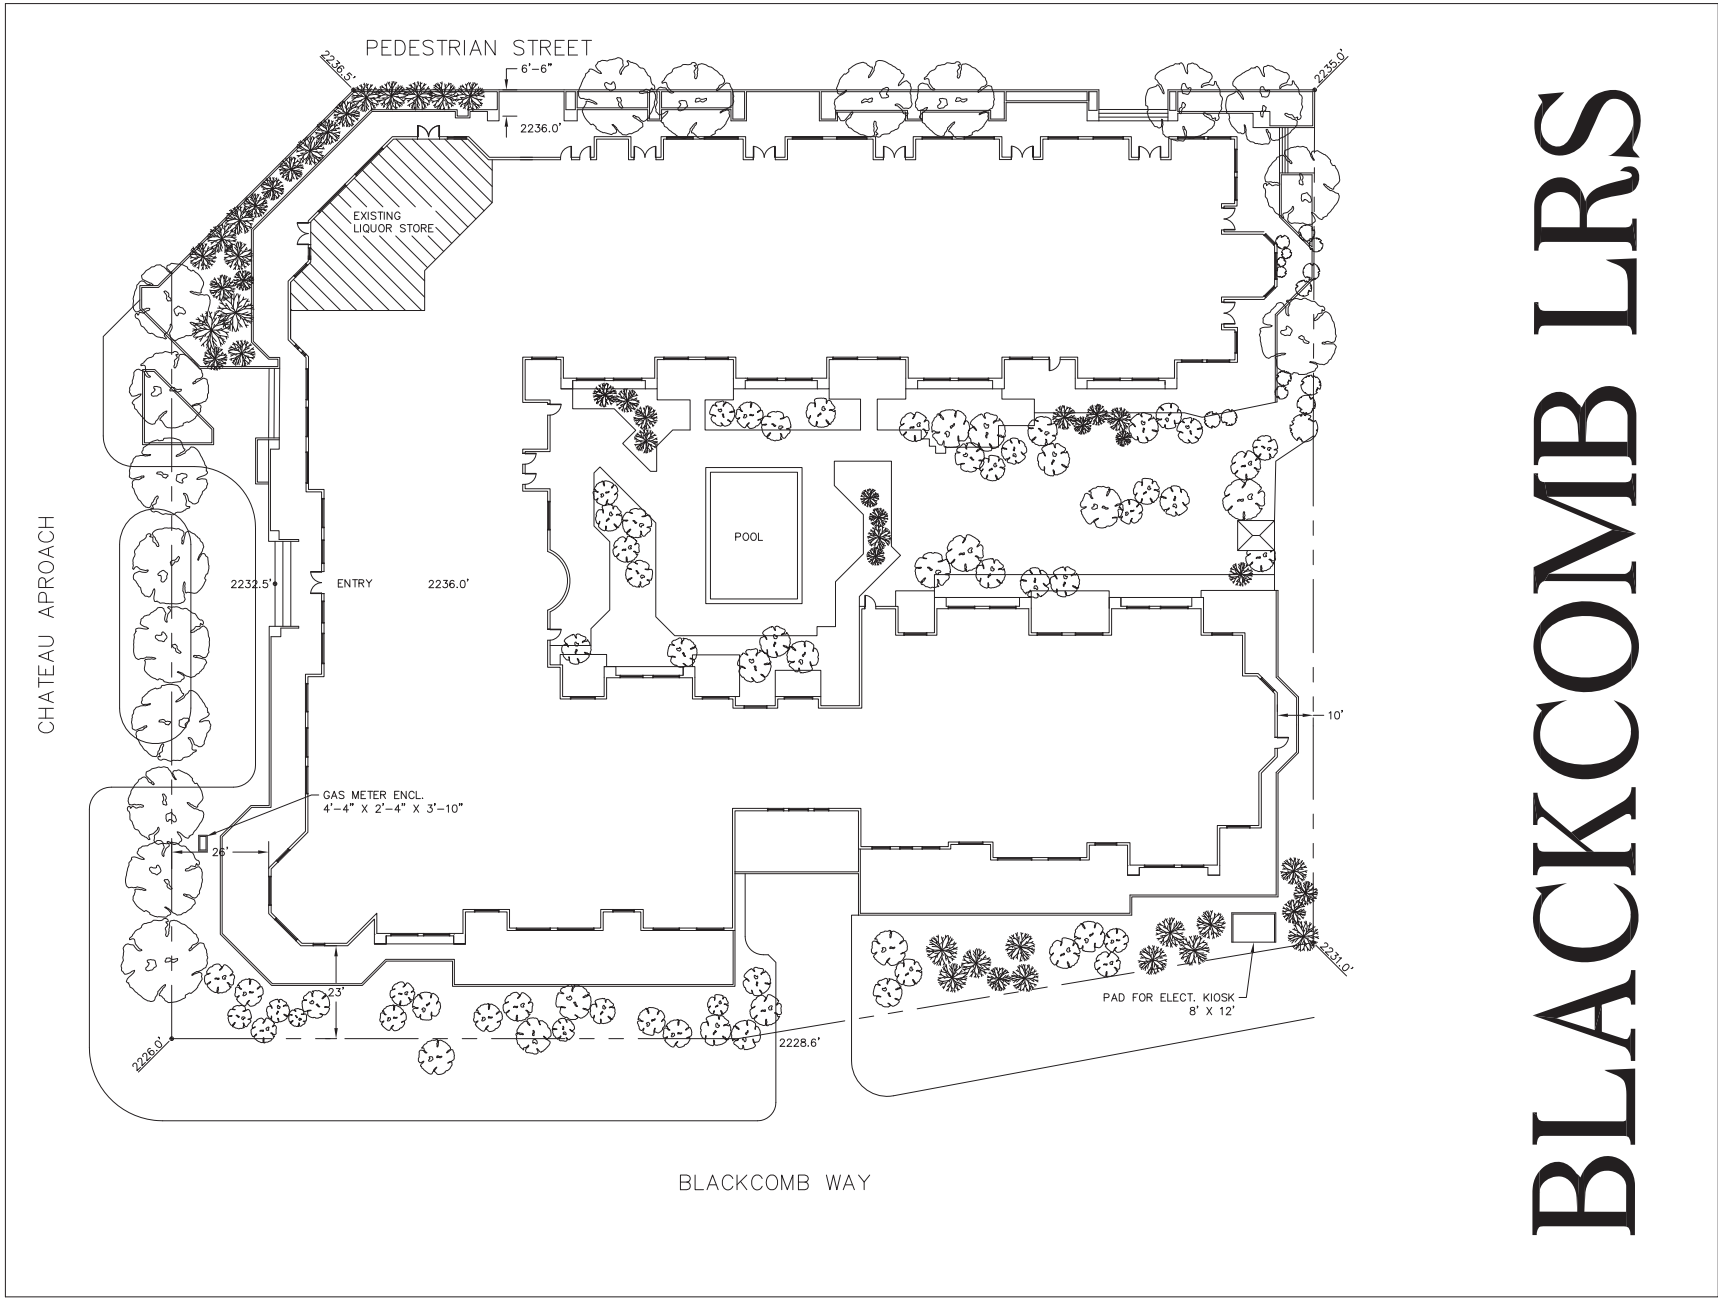 PEDESTRIAN STREET
2236.5'
6'-6"
2235.0'
2236.0'
EXISTING
LIQUOR STORE
BLACKCOMB LRS
CHATEAU APROACH
POOL
2232.5'
ENTRY
2236.0'
10'
GAS METER ENCL.
4'-4" X 2'-4" X 3'-10"
26'
23'
2231.0'
PAD FOR ELECT. KIOSK
8' X 12'
2226.0'
2228.6'
BLACKCOMB WAY